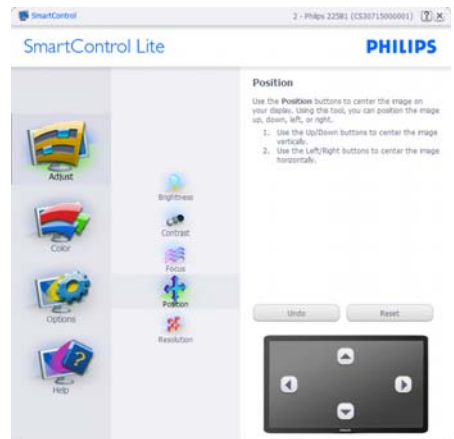 SmartControl
2 - Philips 225B1 (CS30715000001)
SmartControl Lite
PHILIPS
Adjust
Color
Options
Help
Brightness
Contrast
Focus
Position
Resolution
Position
Use the Position buttons to center the image on
your display. Using this tool, you can position the image
up, down, left, or right.
1. Use the Up/Down buttons to center the image
vertically.
2. Use the Left/Right buttons to center the image
horizontally.
Undo
Reset